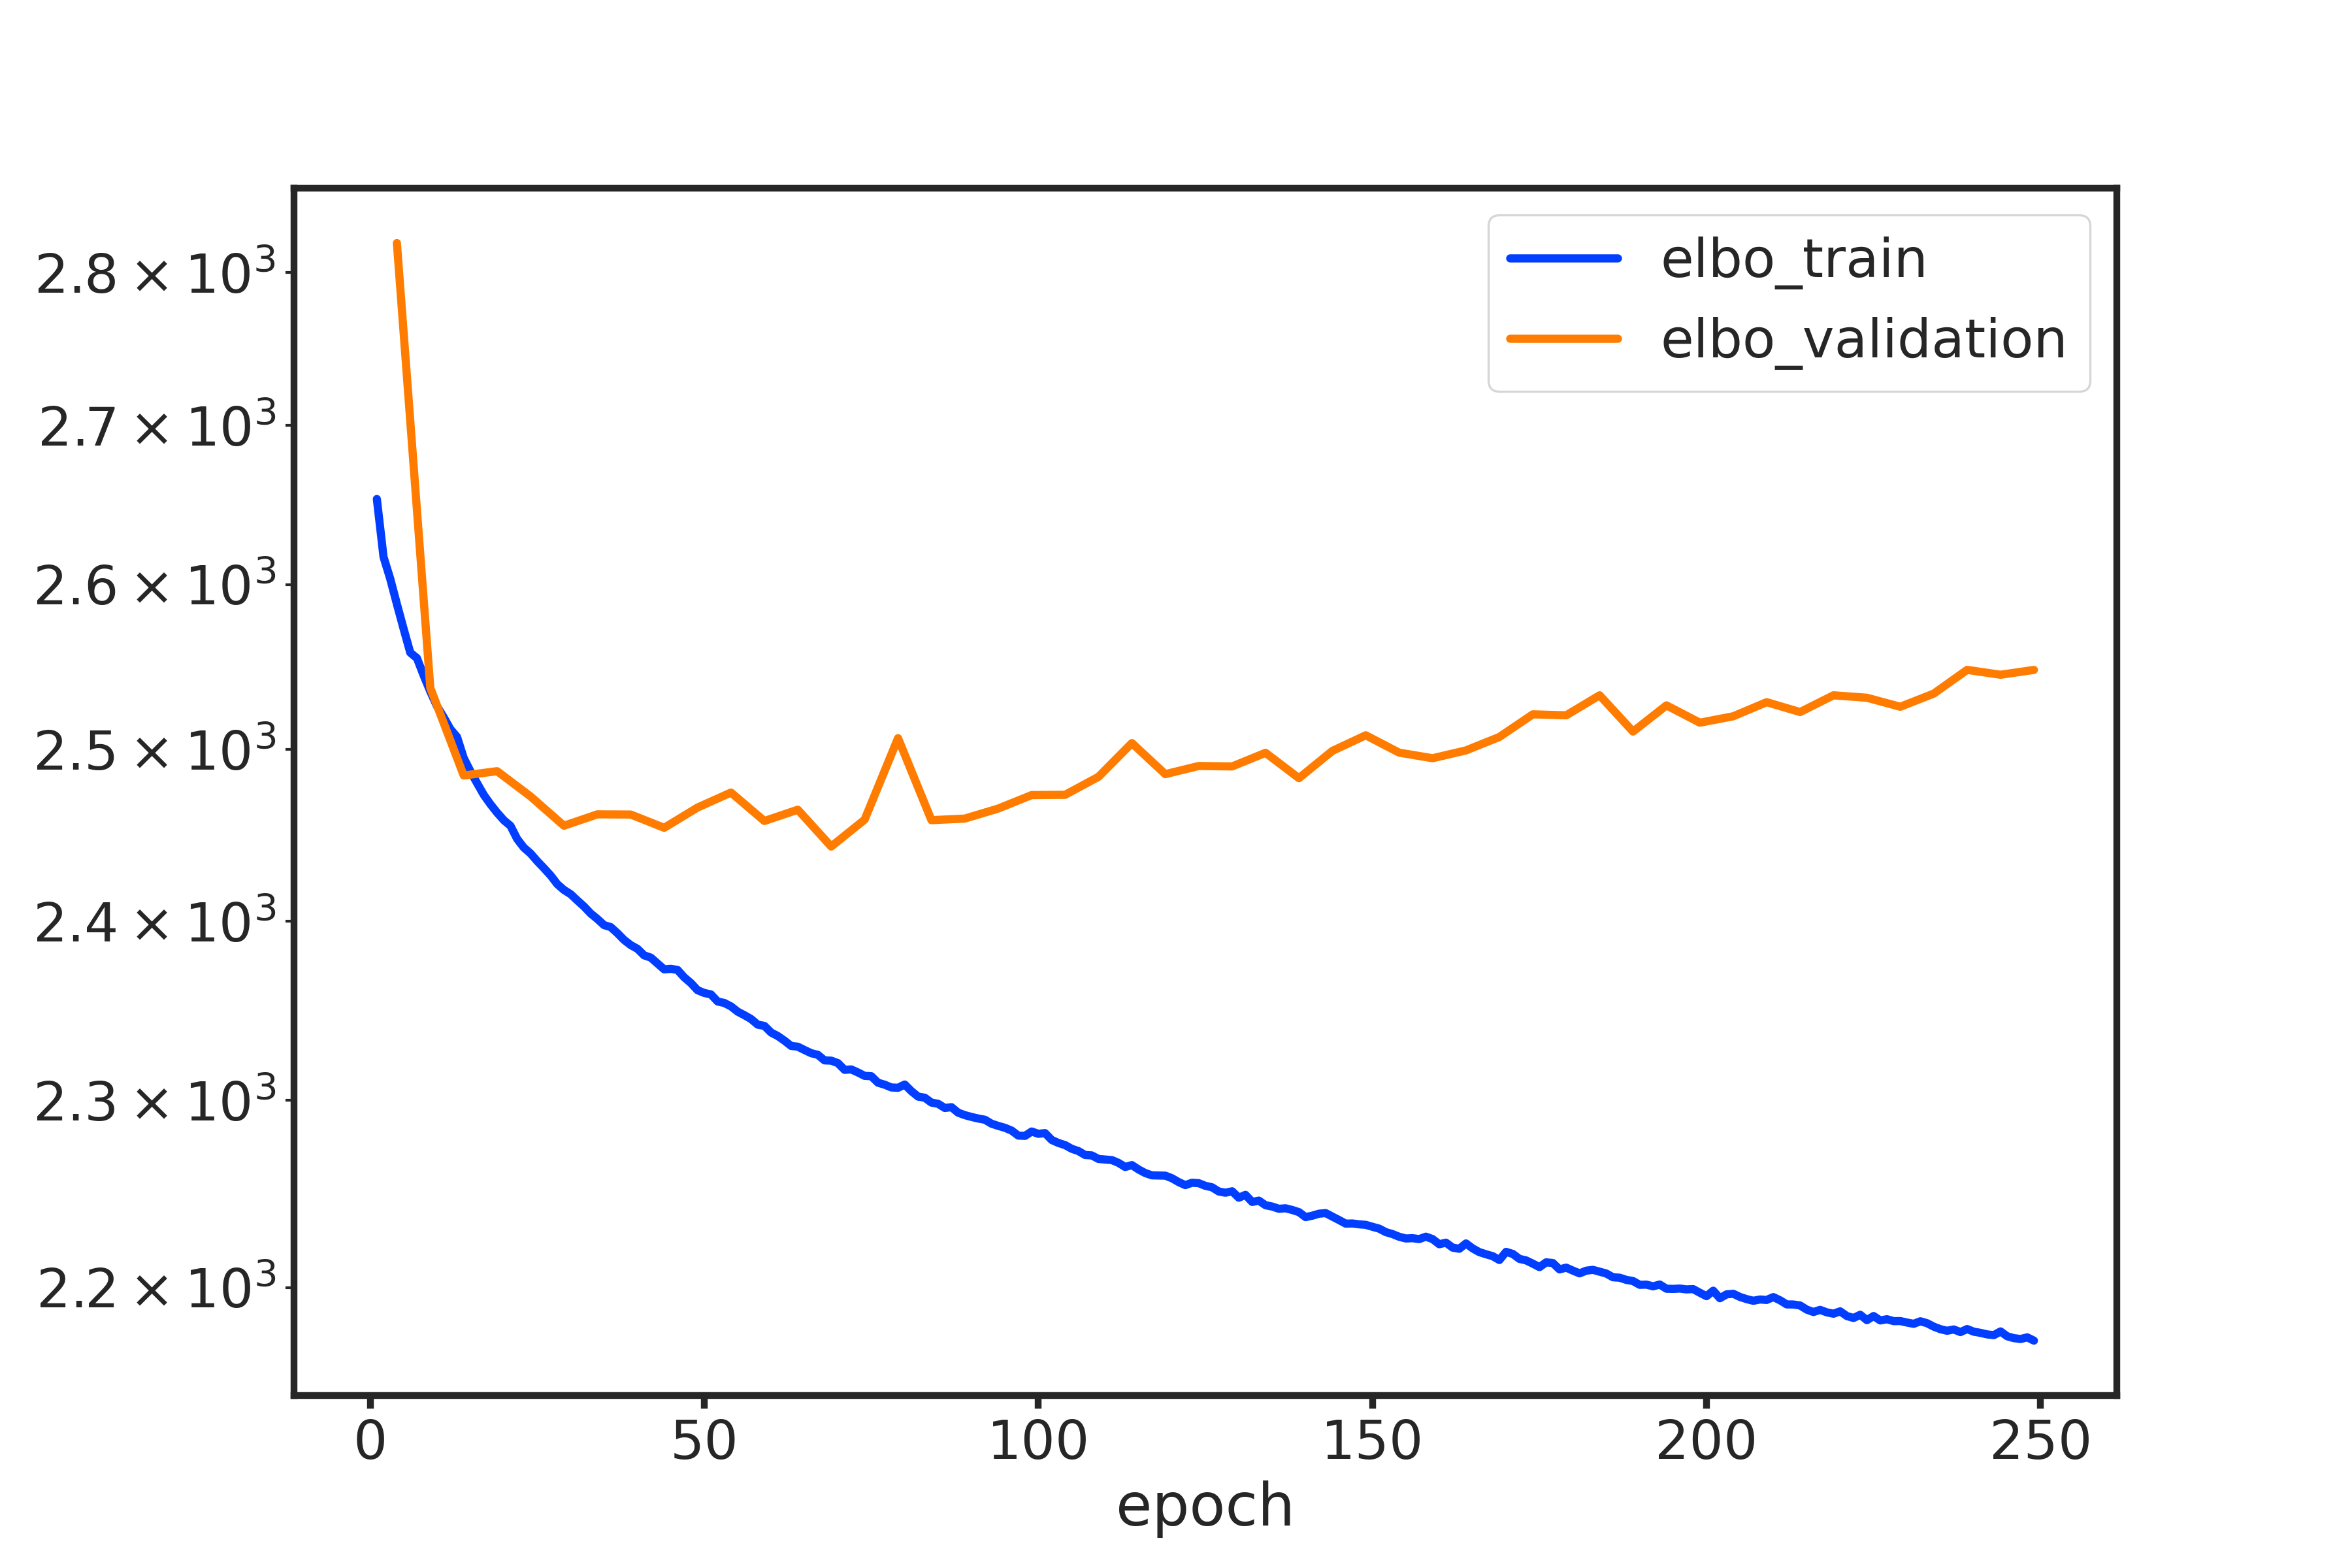 elbo_train
elbo_validation
2.8 × 10³
2.7 × 10³
2.6 × 10³
2.5 × 10³
2.4 × 10³
2.3 × 10³
2.2 × 10³
0 50 100 150 200 250
epoch